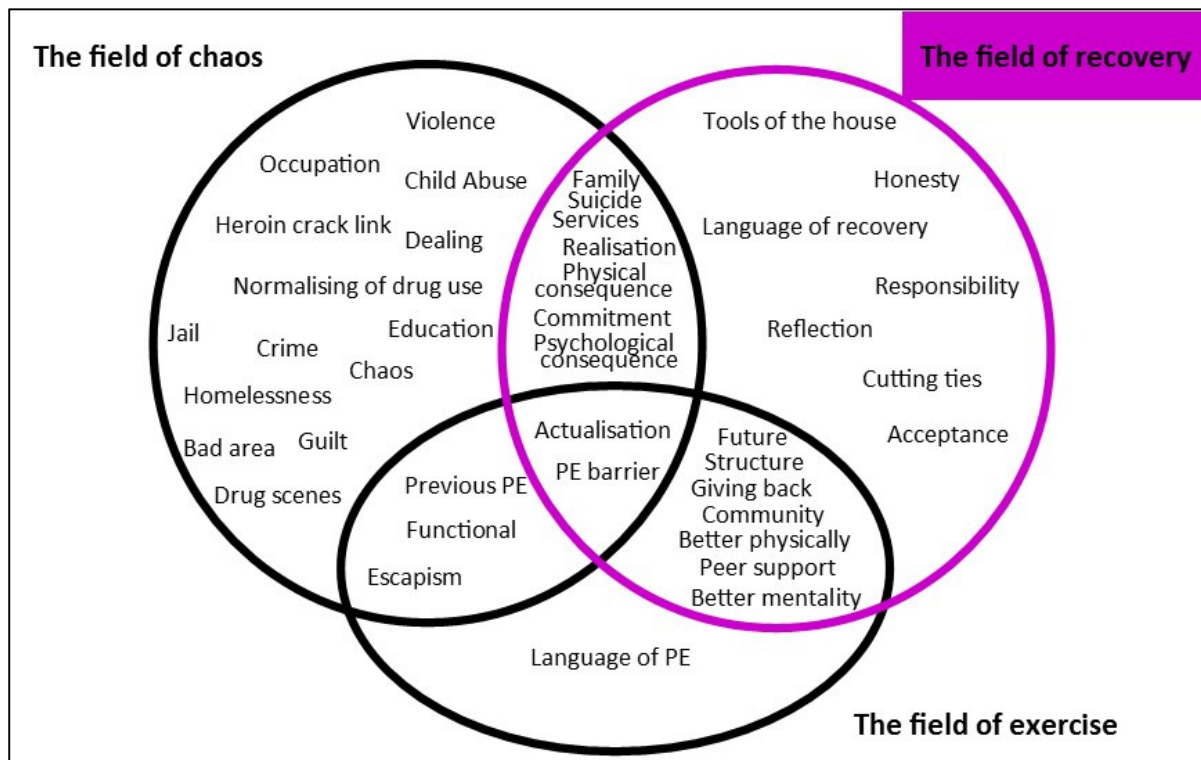 The field of chaos
The field of recovery
Violence
Occupation
Child Abuse
Heroin crack link
Dealing
Normalising of drug use
Education
Jail
Crime
Chaos
Homelessness
Bad area
Guilt
Drug scenes
Family
Suicide
Services
Realisation
Physical
consequence
Commitment
Psychological
consequence
Tools of the house
Honesty
Language of recovery
Responsibility
Reflection
Cutting ties
Acceptance
Actualisation
PE barrier
Previous PE
Functional
Escapism
Future
Structure
Giving back
Community
Better physically
Peer support
Better mentality
Language of PE
The field of exercise